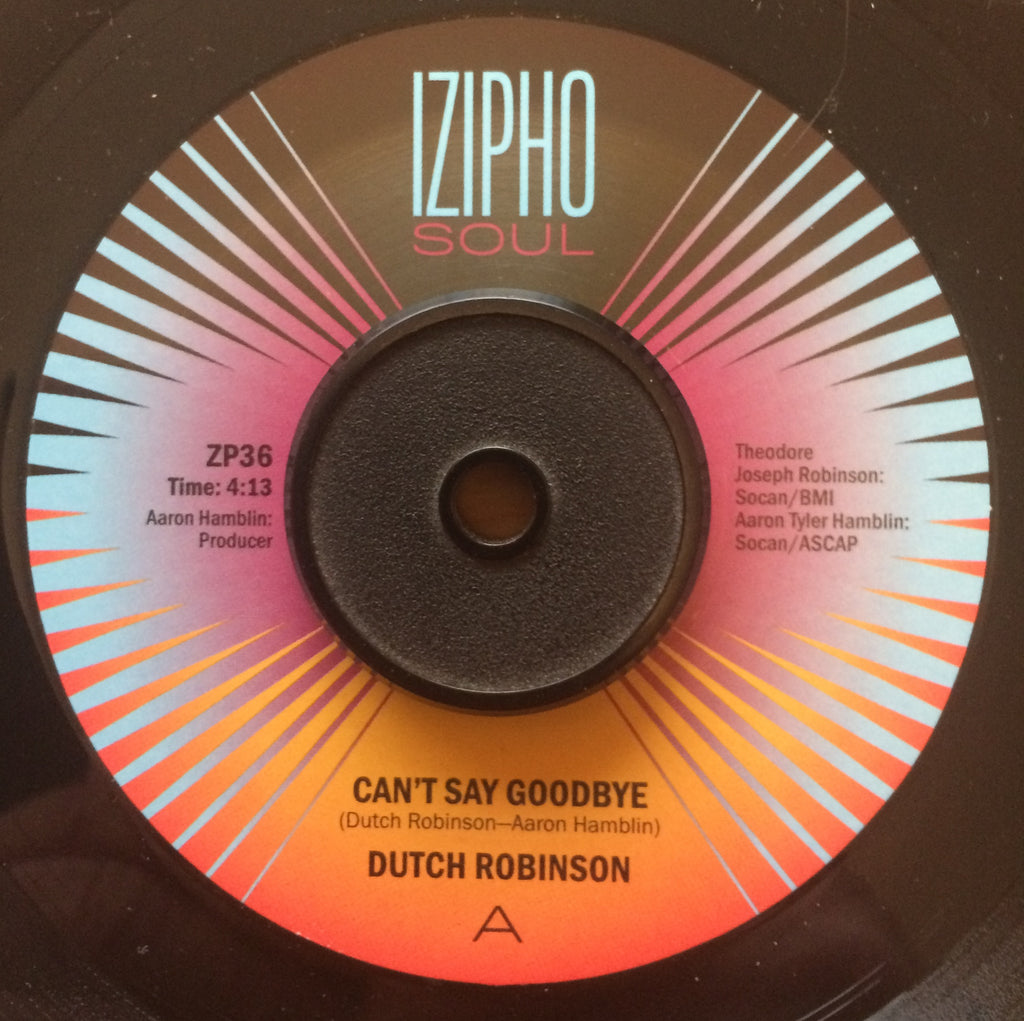 IZIPHO
SOUL
ZP36
Time: 4:13
Aaron Hamblin:
Producer
Theodore
Joseph Robinson:
Socan/BMI
Aaron Tyler Hamblin:
Socan/ASCAP
CAN'T SAY GOODBYE
(Dutch Robinson—Aaron Hamblin)
DUTCH ROBINSON
A